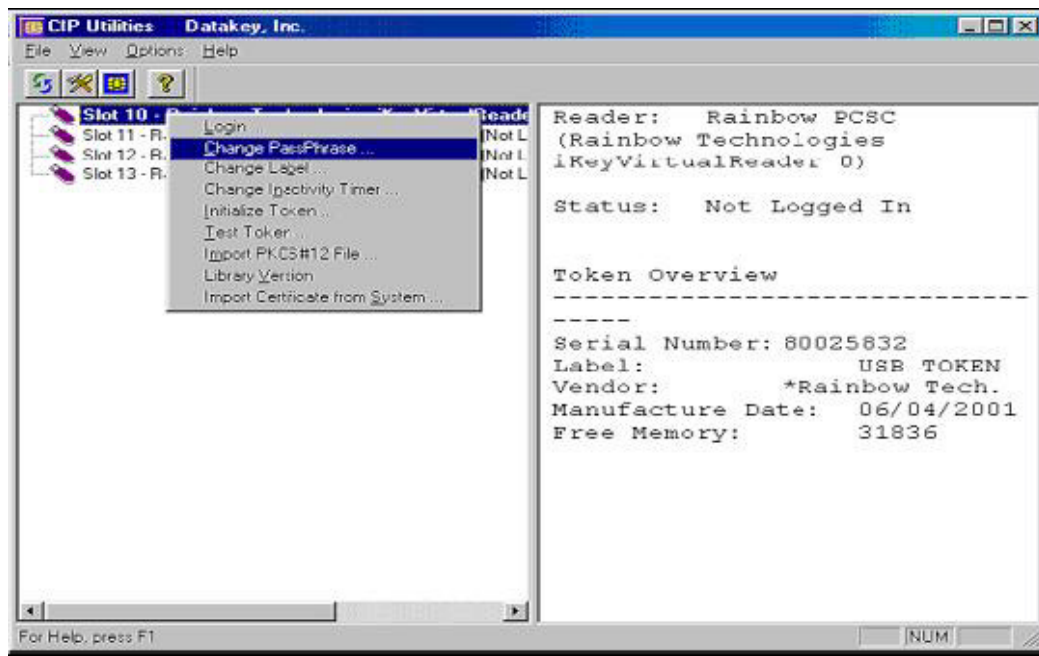 CIP Utilities Datakey, Inc.
File View Options Help
Slot 10 -
Slot 11 - R (Not L
Slot 12 - R (Not L
Slot 13 - R (Not L
Login ...
Change PassPhrase ...
Change Label ...
Change Inactivity Timer ...
Initialize Token ...
Test Token ...
Import PKCS#12 File ...
Library Version
Import Certificate from System ...
Reader: Rainbow PCSC
(Rainbow Technologies
iKeyVirtualReader 0)
Status: Not Logged In
Token Overview
-------------------------------
-----
Serial Number: 80025832
Label: USB TOKEN
Vendor: *Rainbow Tech.
Manufacture Date: 06/04/2001
Free Memory: 31836
For Help, press F1
NUM